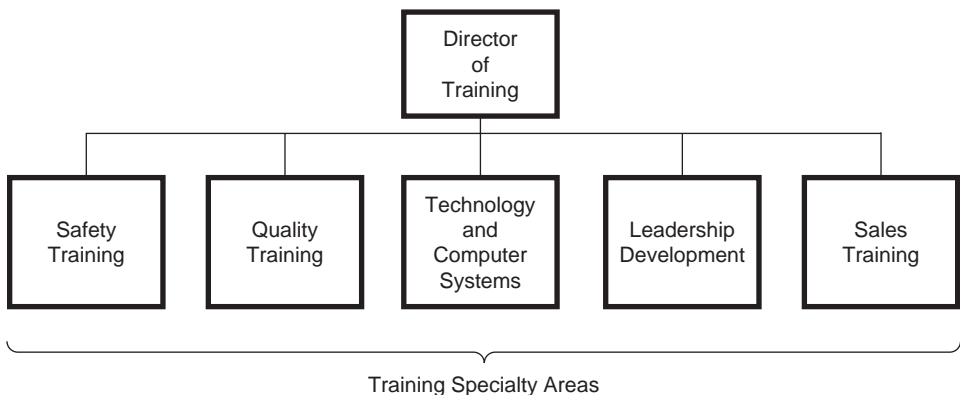 Director
of
Training
Safety
Training
Quality
Training
Technology
and
Computer
Systems
Leadership
Development
Sales
Training
Training Specialty Areas